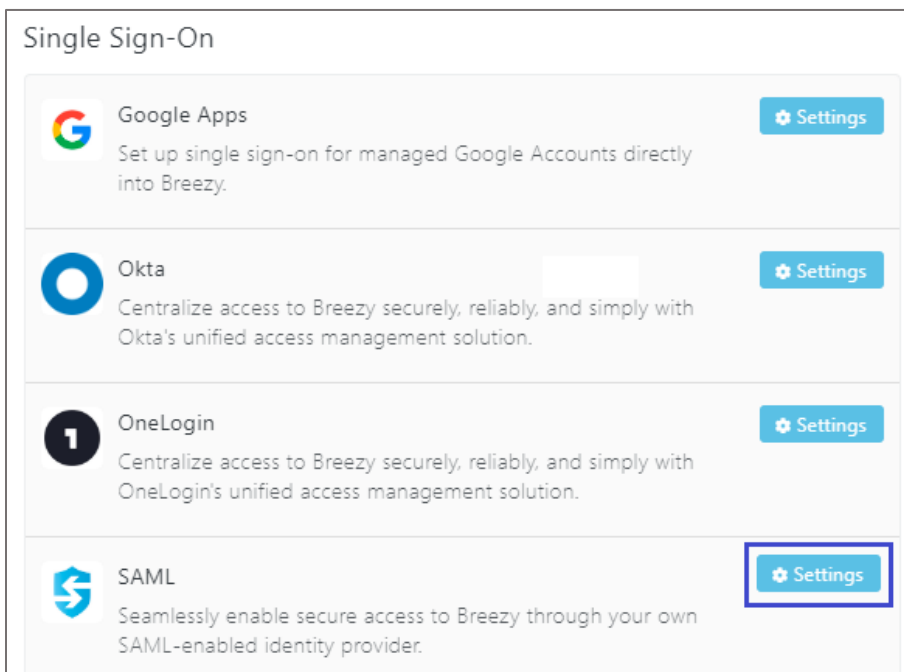 Single Sign-On
Google Apps
Settings
Set up single sign-on for managed Google Accounts directly
into Breezy.
Okta
Settings
Centralize access to Breezy securely, reliably, and simply with
Okta's unified access management solution.
OneLogin
Settings
Centralize access to Breezy securely, reliably, and simply with
OneLogin's unified access management solution.
SAML
Settings
Seamlessly enable secure access to Breezy through your own
SAML-enabled identity provider.